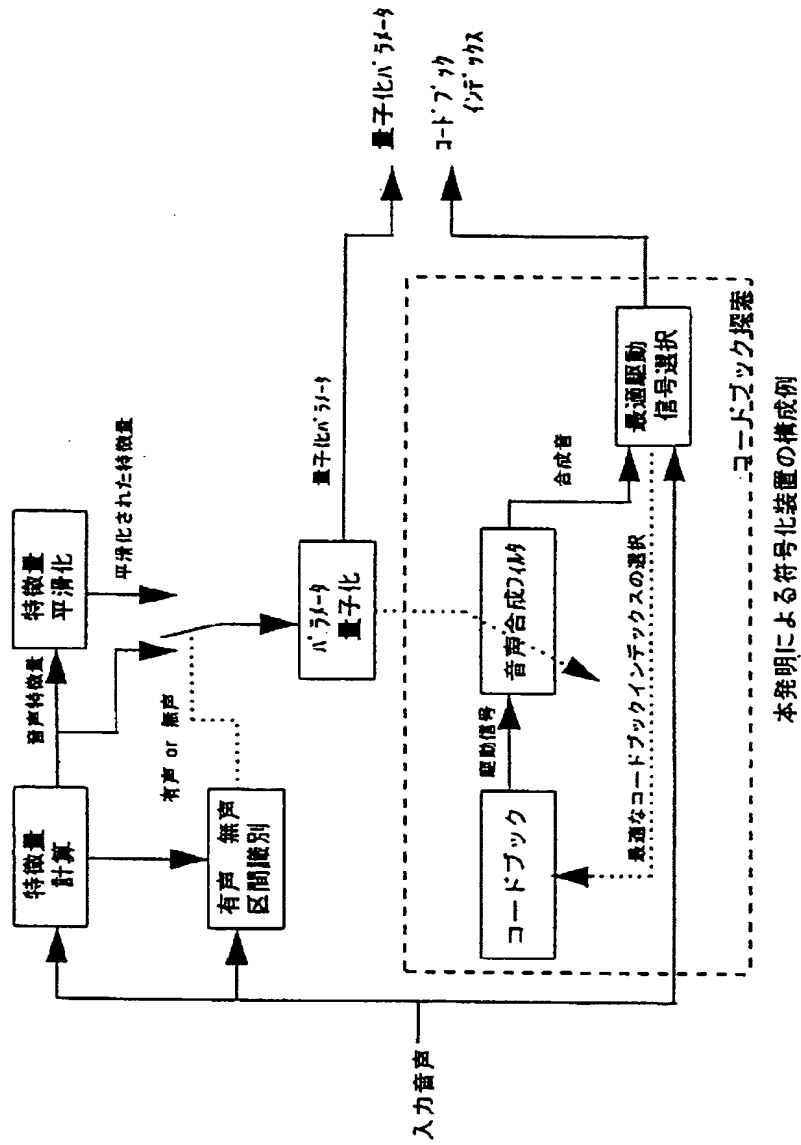 入力音声
特徴量
計算
音声特徴量
特徴量
平滑化
平滑化された特徴量
有声 無声
区間識別
有声 or 無声
パラメータ
量子化
量子化パラメータ
量子化パラメータ
コードブック
インデックス
コードブック
駆動信号
音声合成フィルタ
合成音
最適駆動
信号選択
最適なコードブックインデックスの選択
コードブック探索
本発明による符号化装置の構成例